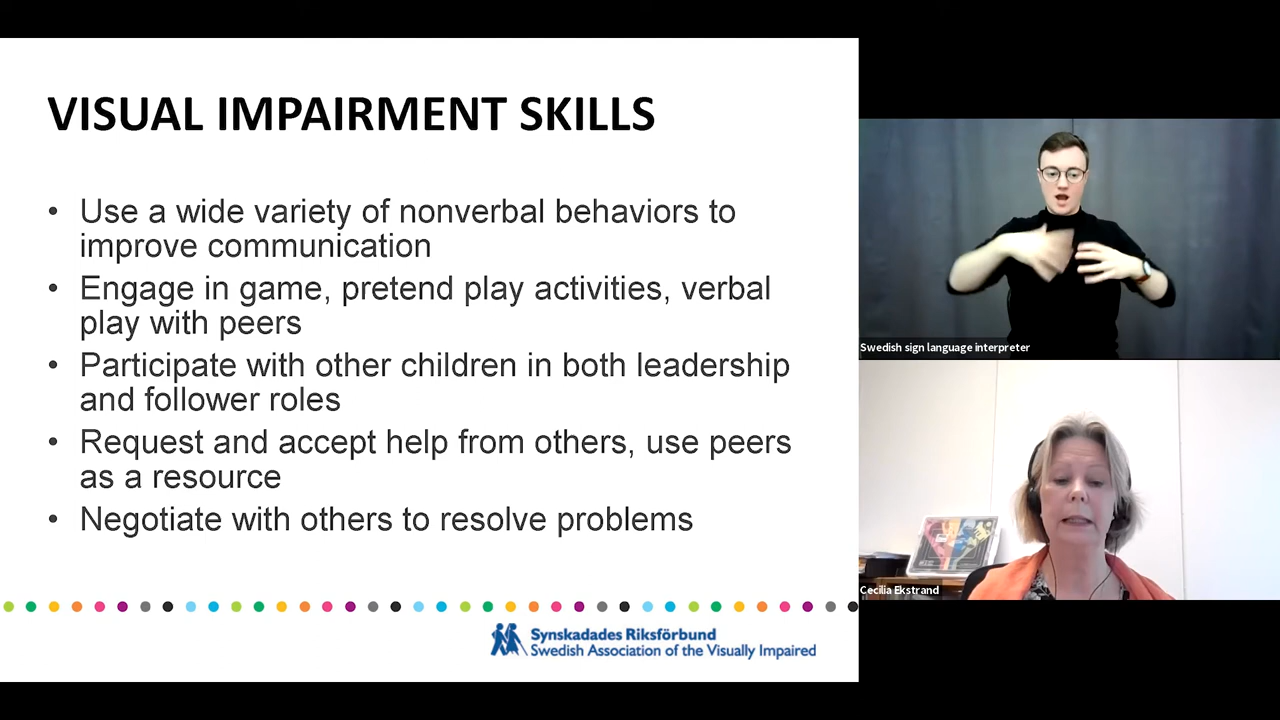 VISUAL IMPAIRMENT SKILLS
• Use a wide variety of nonverbal behaviors to
improve communication
• Engage in game, pretend play activities, verbal
play with peers
• Participate with other children in both leadership
and follower roles
• Request and accept help from others, use peers
as a resource
• Negotiate with others to resolve problems
Synskadades Riksförbund
Swedish Association of the Visually Impaired
Swedish sign language interpreter
Cecilia Ekstrand